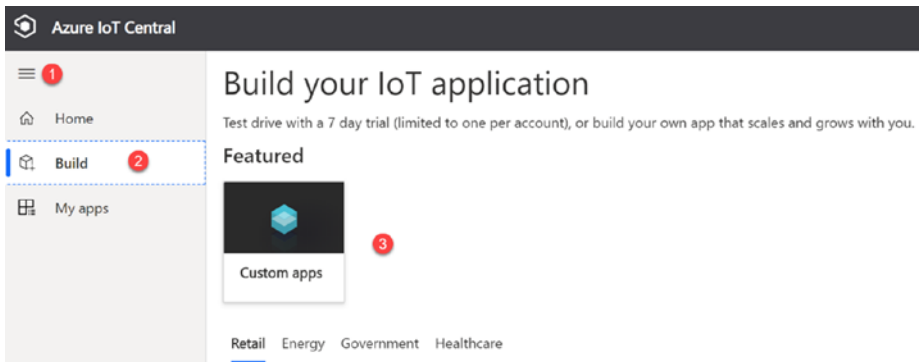 Azure IoT Central
1
Home
Build 2
My apps
Build your IoT application
Test drive with a 7 day trial (limited to one per account), or build your own app that scales and grows with you.
Featured
3
Custom apps
Retail Energy Government Healthcare